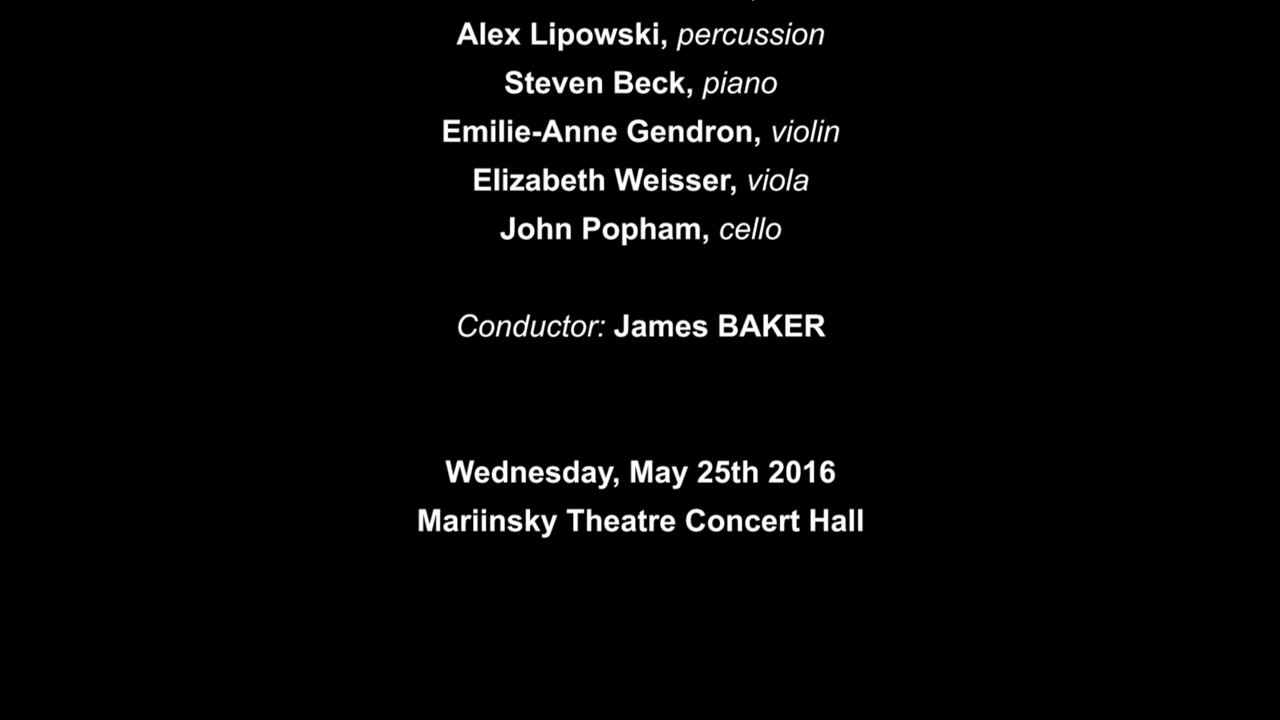 Alex Lipowski, percussion
Steven Beck, piano
Emilie-Anne Gendron, violin
Elizabeth Weisser, viola
John Popham, cello
Conductor: James BAKER
Wednesday, May 25th 2016
Mariinsky Theatre Concert Hall